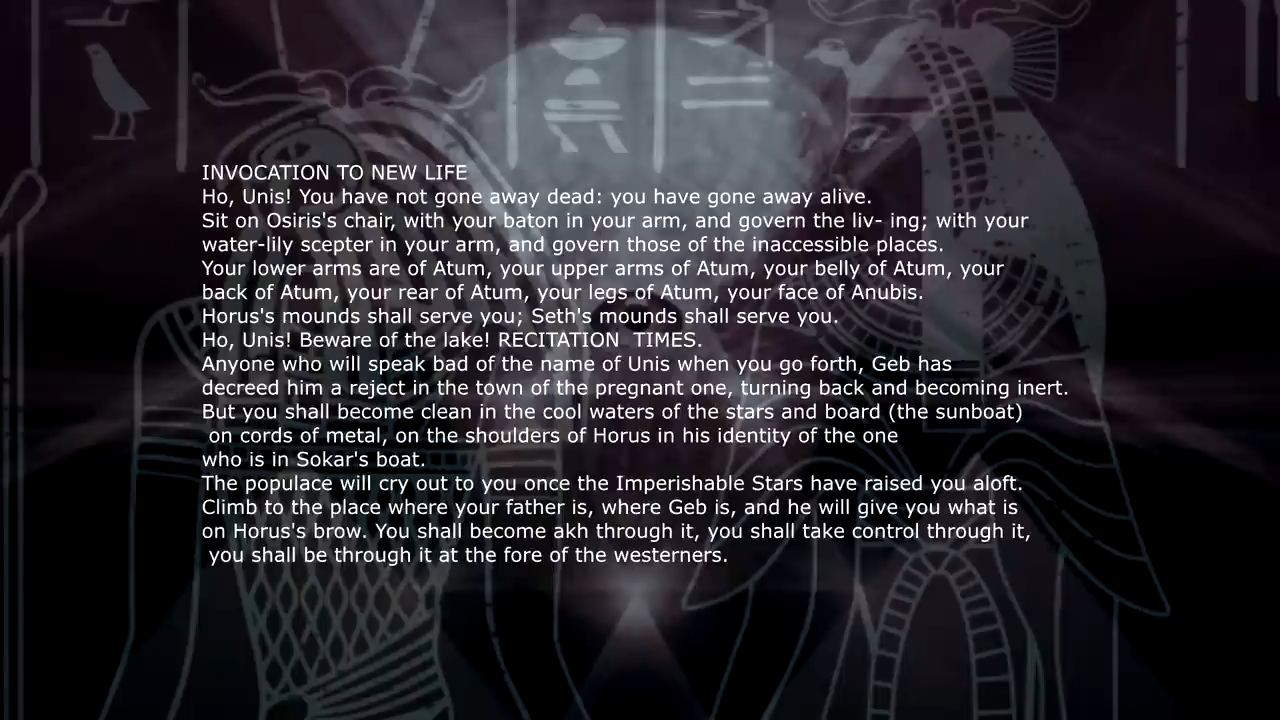 INVOCATION TO NEW LIFE
Ho, Unis! You have not gone away dead: you have gone away alive.
Sit on Osiris's chair, with your baton in your arm, and govern the liv- ing; with your
water-lily scepter in your arm, and govern those of the inaccessible places.
Your lower arms are of Atum, your upper arms of Atum, your belly of Atum, your
back of Atum, your rear of Atum, your legs of Atum, your face of Anubis.
Horus's mounds shall serve you; Seth's mounds shall serve you.
Ho, Unis! Beware of the lake! RECITATION  TIMES.
Anyone who will speak bad of the name of Unis when you go forth, Geb has
decreed him a reject in the town of the pregnant one, turning back and becoming inert.
But you shall become clean in the cool waters of the stars and board (the sunboat)
on cords of metal, on the shoulders of Horus in his identity of the one
who is in Sokar's boat.
The populace will cry out to you once the Imperishable Stars have raised you aloft.
Climb to the place where your father is, where Geb is, and he will give you what is
on Horus's brow. You shall become akh through it, you shall take control through it,
you shall be through it at the fore of the westerners.